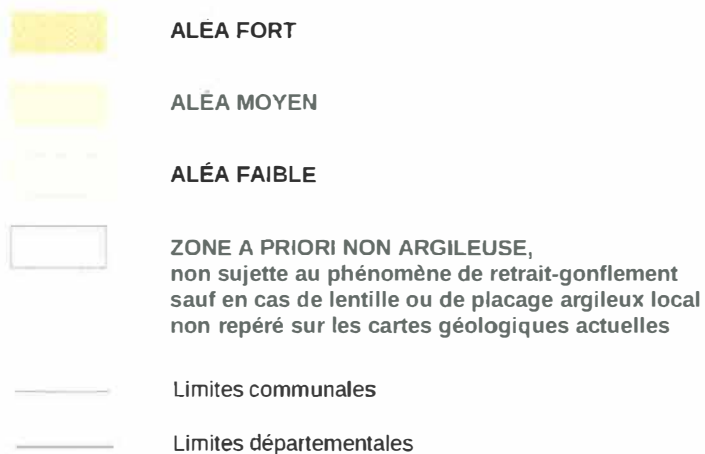 ALÉA FORT
ALÉA MOYEN
ALÉA FAIBLE
ZONE A PRIORI NON ARGILEUSE,
non sujette au phénomène de retrait-gonflement
sauf en cas de lentille ou de placage argileux local
non repéré sur les cartes géologiques actuelles
Limites communales
Limites départementales